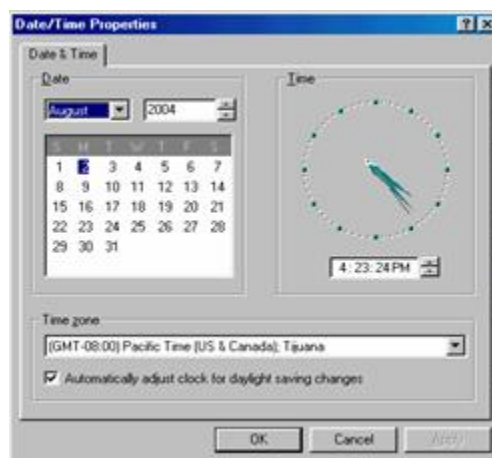 Date/Time Properties
Date & Time
Date
Time
August
2004
S M T W T F S
1 2 3 4 5 6 7
8 9 10 11 12 13 14
15 16 17 18 19 20 21
22 23 24 25 26 27 28
29 30 31
4:23:24 PM
Time zone
(GMT-08:00) Pacific Time (US & Canada); Tijuana
Automatically adjust clock for daylight saving changes
OK
Cancel
Apply